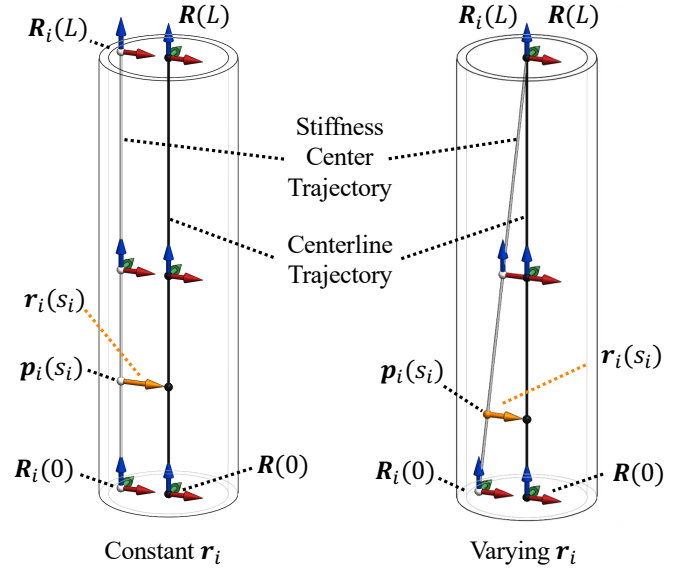 R_i(L)
R(L)
R(L)
R_i(L)
Stiffness
Center
Trajectory
Centerline
Trajectory
r_i(s_i)
p_i(s_i)
r_i(s_i)
p_i(s_i)
R_i(0)
R(0)
R_i(0)
R(0)
Constant r_i
Varying r_i